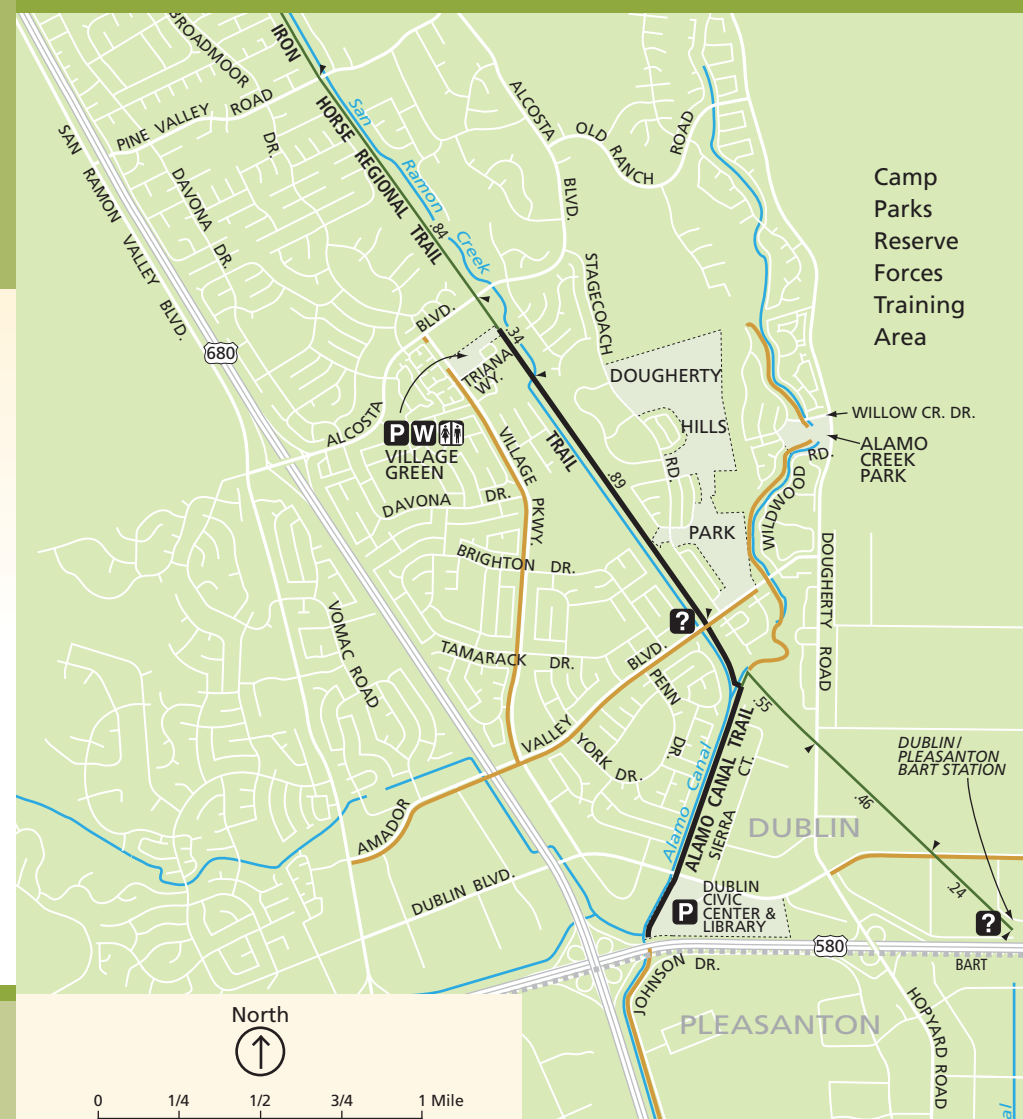 BROADMOOR
DR.
IRON
HORSE REGIONAL
TRAIL
PINE VALLEY ROAD
San
Ramon
Creek
SAN RAMON VALLEY BLVD.
DAVONA DR.
ALCOSTA
BLVD.
OLD
RANCH
ROAD
Camp
Parks
Reserve
Forces
Training
Area
.84
STAGECOACH
RD.
ALCOSTA
BLVD.
.34
680
TRIANA
WY.
DOUGHERTY
HILLS
PARK
WILLOW CR. DR.
ALAMO
CREEK
PARK
P W
VILLAGE
GREEN
TRAIL
.89
VILLAGE
PKWY.
WILDWOOD
RD.
DAVONA DR.
BRIGHTON DR.
DOUGHERTY
ROAD
VOMAC ROAD
?
TAMARACK DR.
AMADOR
VALLEY
BLVD.
PENN
DR.
YORK DR.
.55
Alamo Canal
ALAMO CANAL TRAIL
SIERRA CT.
DUBLIN/
PLEASANTON
BART STATION
.46
DUBLIN
.24
?
DUBLIN BLVD.
P
DUBLIN
CIVIC
CENTER &
LIBRARY
580
BART
JOHNSON DR.
HOPYARD ROAD
PLEASANTON
al
North
0 1/4 1/2 3/4 1 Mile